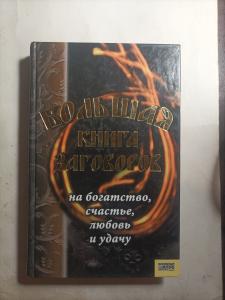 БОЛЬШАЯ
КНИГА
ЗАГОВОРОВ
на богатство,
счастье,
любовь
и удачу